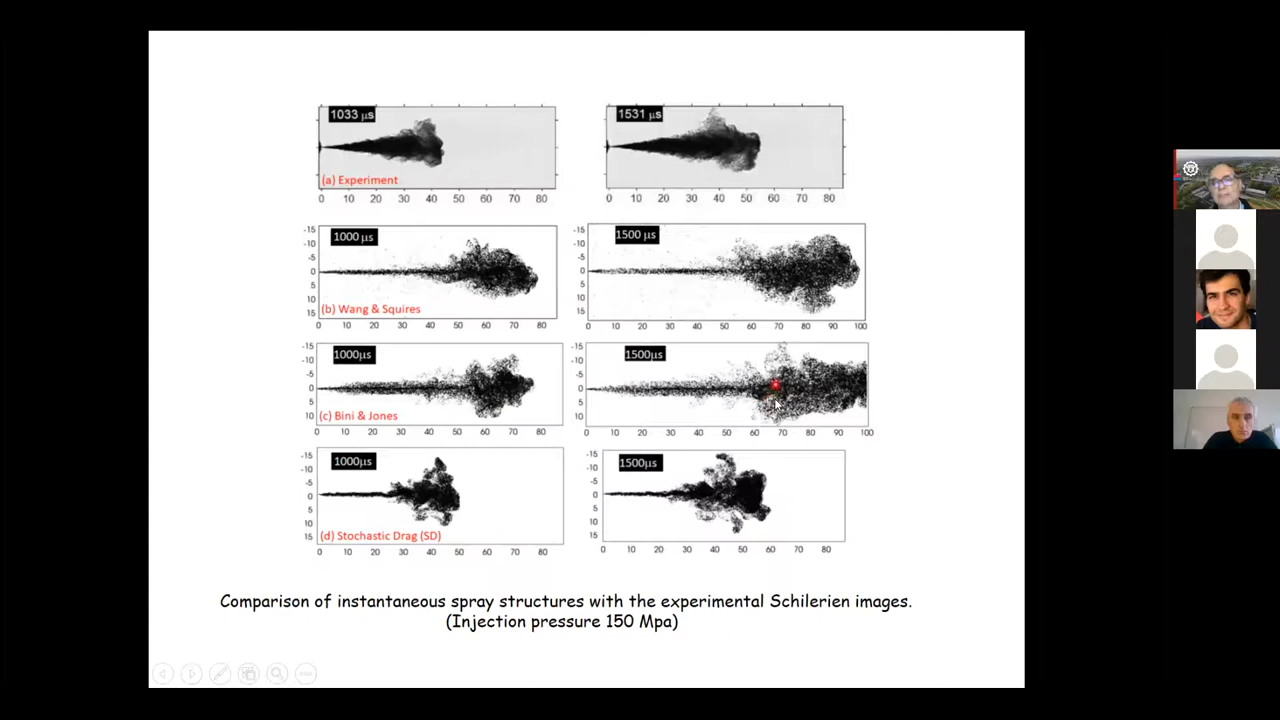 1033 μs
1531 μs
(a) Experiment
0 10 20 30 40 50 60 70 80
0 10 20 30 40 50 60 70 80
1000 μs
1500 μs
-15
-10
-5
0
5
10
15
-15
-10
-5
0
5
10
15
(b) Wang & Squires
0 10 20 30 40 50 60 70 80
0 10 20 30 40 50 60 70 80 90 100
1000μs
1500μs
-15
-10
-5
0
5
10
-15
-10
-5
0
5
10
(c) Bini & Jones
0 10 20 30 40 50 60 70 80
0 10 20 30 40 50 60 70 80 90 100
1000μs
1500μs
-15
-10
-5
0
5
10
15
-15
-10
-5
0
5
10
15
(d) Stochastic Drag (SD)
0 10 20 30 40 50 60 70 80
0 10 20 30 40 50 60 70 80
Comparison of instantaneous spray structures with the experimental Schilerien images.
(Injection pressure 150 Mpa)